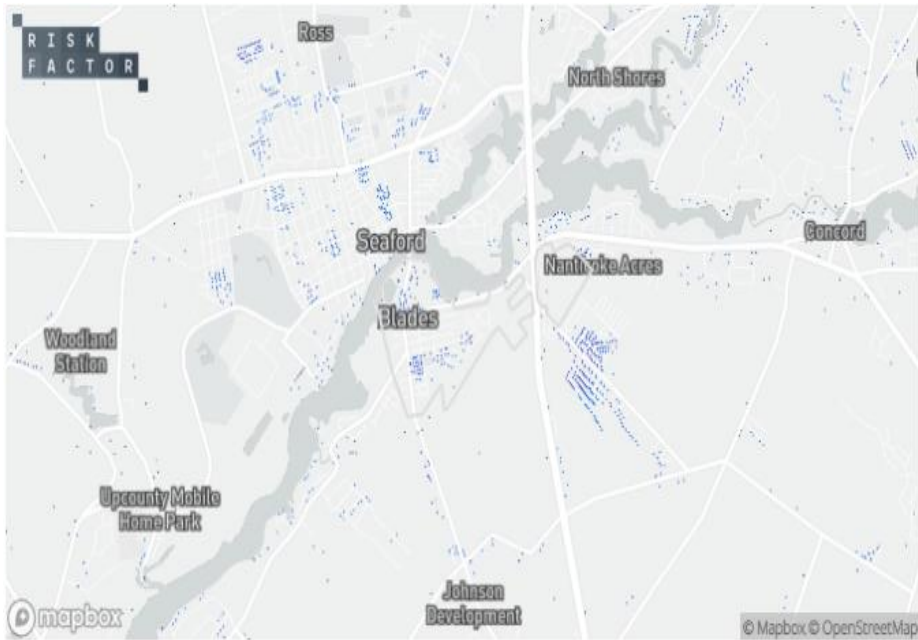 RISK
FACTOR
Ross
North Shores
Seaford
Concord
Nanticoke Acres
Blades
Woodland
Station
Upcounty Mobile
Home Park
Johnson
Development
mapbox
© Mapbox © OpenStreetMap